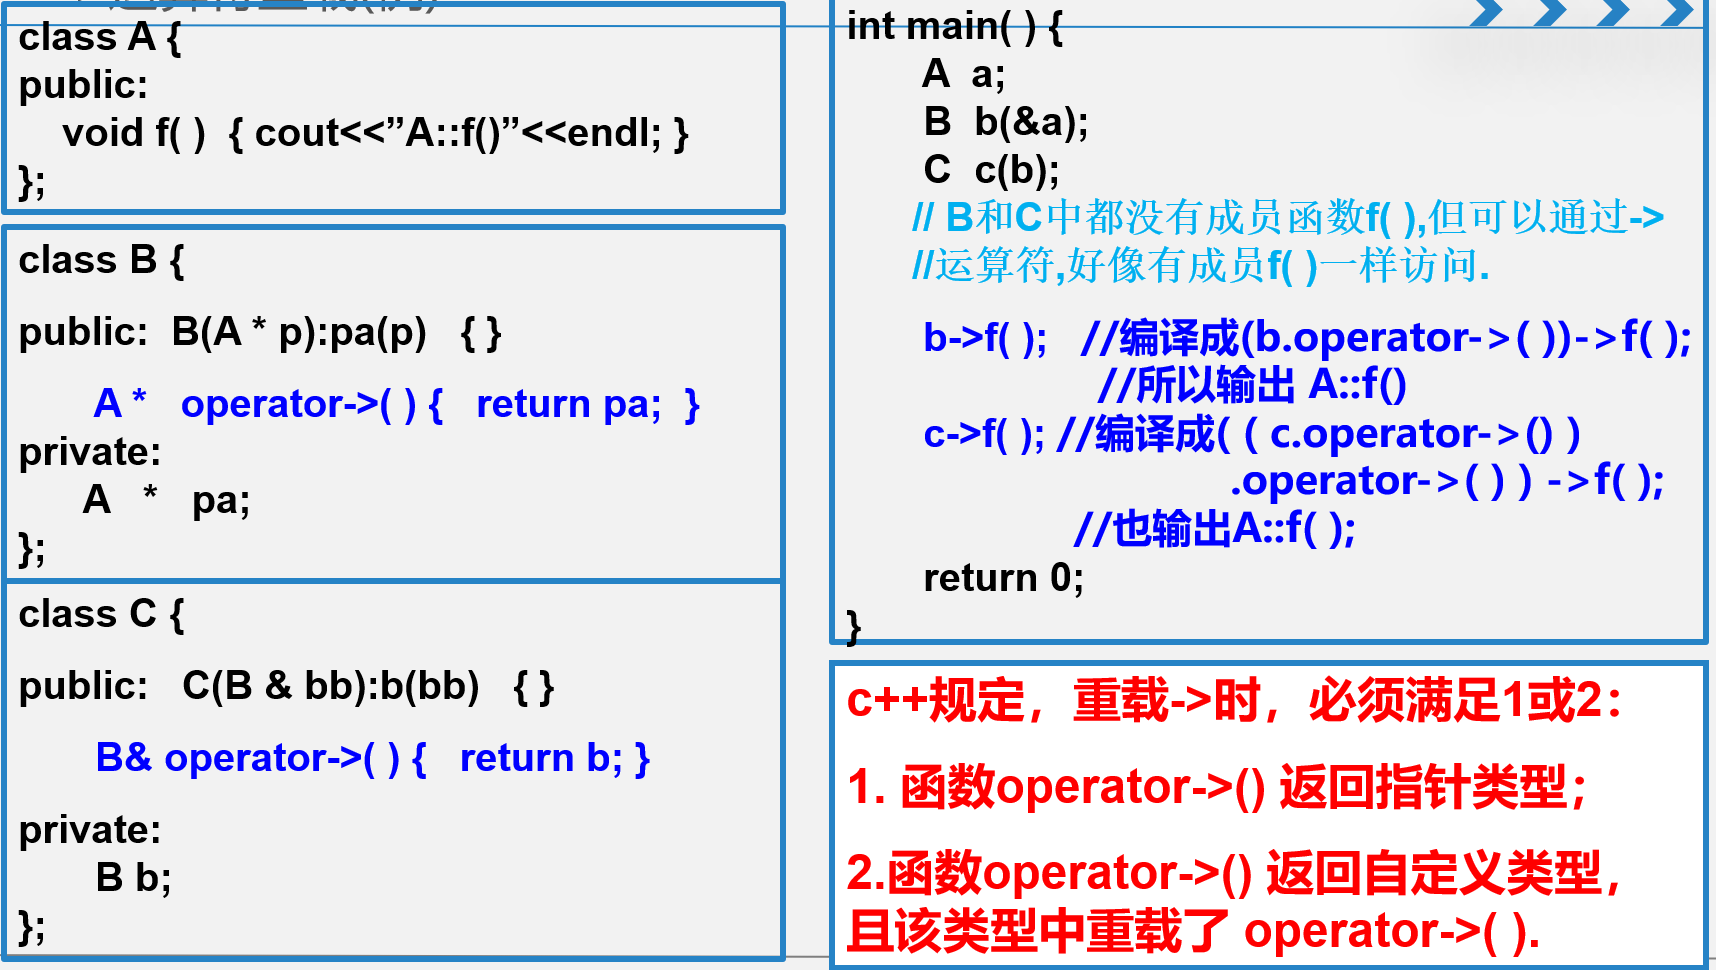 class A {
public:
void f( ) { cout<<”A::f()”<<endl; }
};
class B {
public: B(A * p):pa(p) { }
A * operator->( ) { return pa; }
private:
A * pa;
};
class C {
public: C(B & bb):b(bb) { }
B& operator->( ) { return b; }
private:
B b;
};
int main( ) {
A a;
B b(&a);
C c(b);
// B和C中都没有成员函数f( ),但可以通过->
//运算符,好像有成员f( )一样访问.
b->f( ); //编译成(b.operator->( ))->f( );
//所以输出 A::f()
c->f( ); //编译成( ( c.operator->() )
.operator->( ) ) ->f( );
//也输出A::f( );
return 0;
}
c++规定，重载->时，必须满足1或2：
1. 函数operator->() 返回指针类型；
2.函数operator->() 返回自定义类型，
且该类型中重载了 operator->( ).